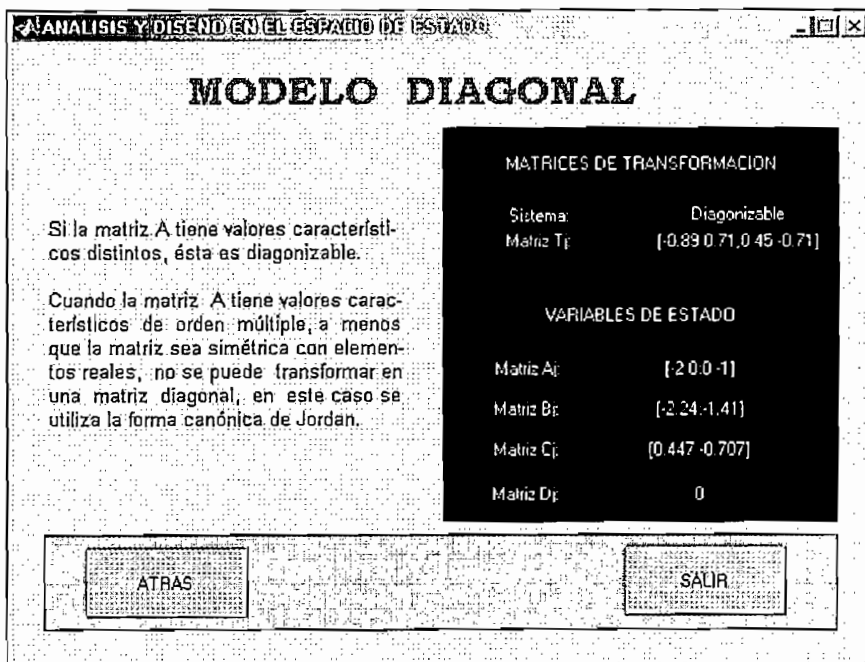 ANALISIS Y DISEÑO EN EL ESPACIO DE ESTADO
MODELO DIAGONAL
Si la matriz A tiene valores característi-
cos distintos, ésta es diagonizable.
Cuando la matriz A tiene valores carac-
terísticos de orden múltiple, a menos
que la matriz sea simétrica con elemen-
tos reales, no se puede transformar en
una matriz diagonal, en este caso se
utiliza la forma canónica de Jordan.
MATRICES DE TRANSFORMACION
Sistema: Diagonizable
Matriz Tj: [-0.89 0.71,0.45 -0.71]
VARIABLES DE ESTADO
Matriz Aj: [-2 0:0 -1]
Matriz Bj: [-2.24:-1.41]
Matriz Cj: [0.447 -0.707]
Matriz Dj: 0
ATRAS
SALIR